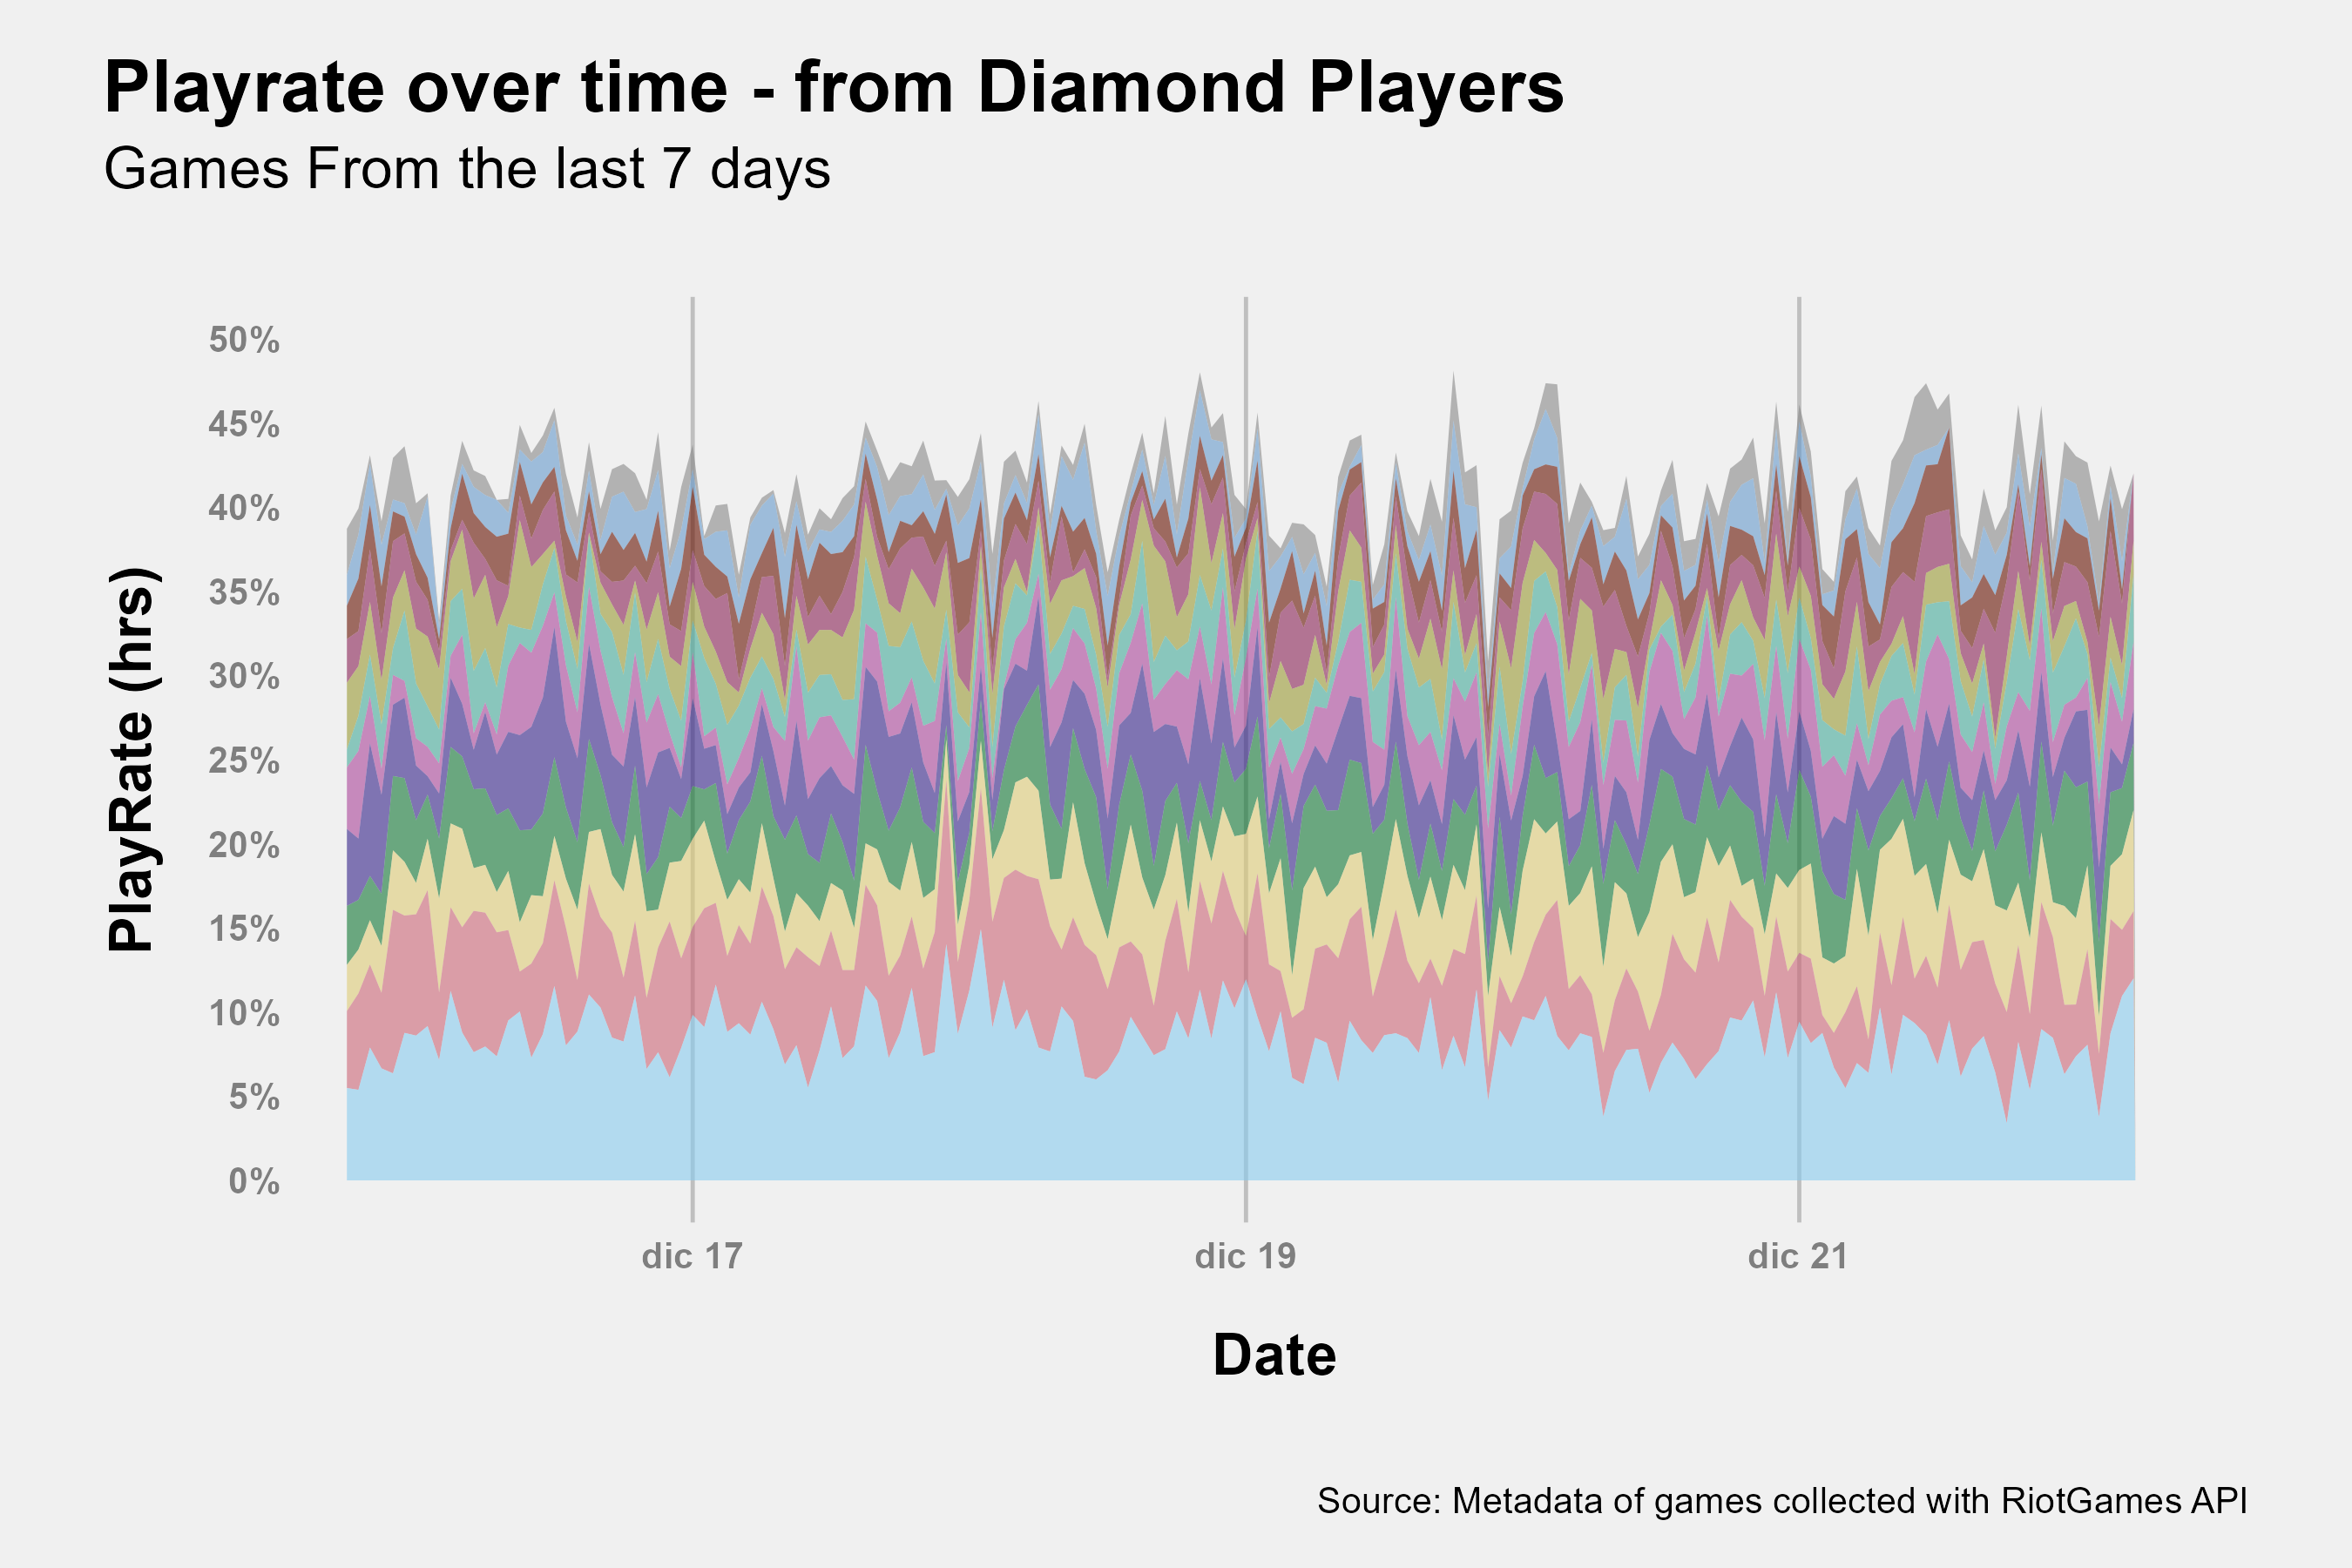 Playrate over time - from Diamond Players
Games From the last 7 days
PlayRate (hrs)
50%
45%
40%
35%
30%
25%
20%
15%
10%
5%
0%
dic 17
dic 19
dic 21
Date
Source: Metadata of games collected with RiotGames API